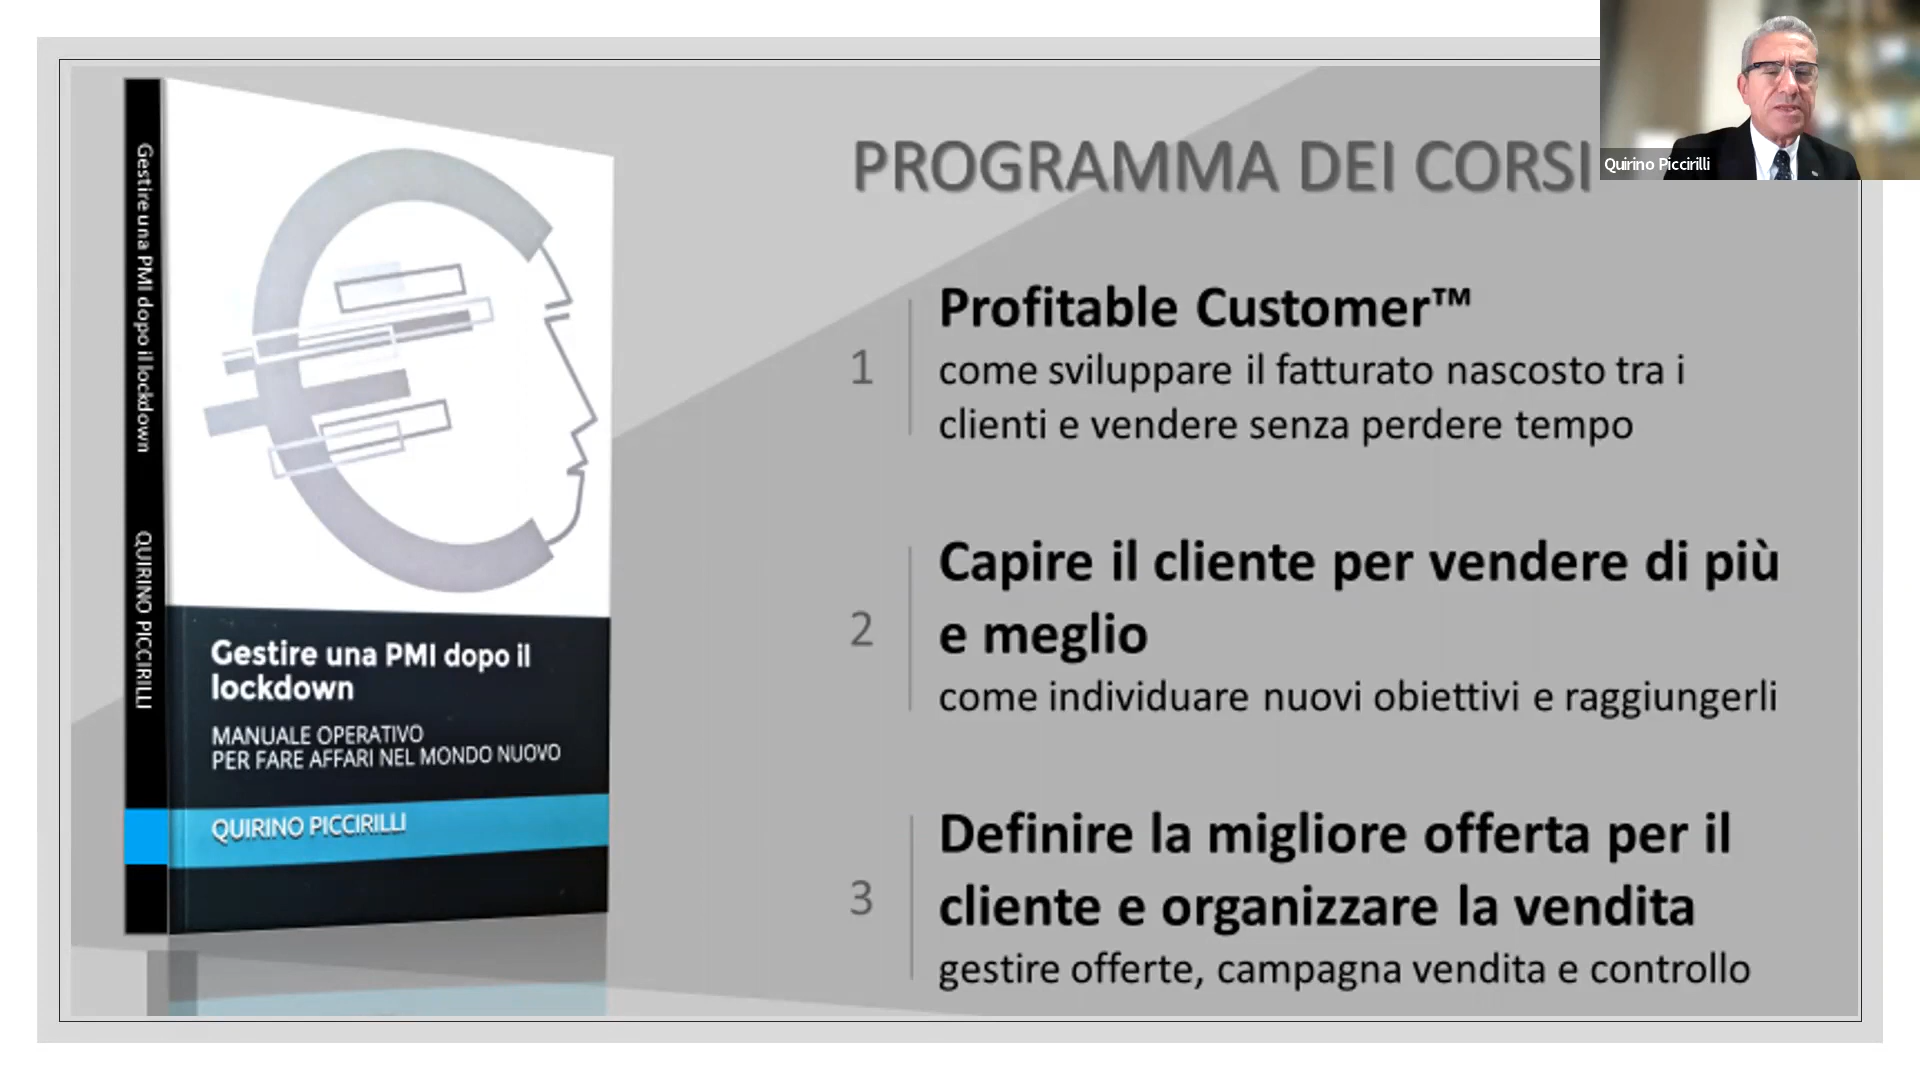 Gestire una PMI dopo il lockdown
QUIRINO PICCIRILLI
Gestire una PMI dopo il
lockdown
MANUALE OPERATIVO
PER FARE AFFARI NEL MONDO NUOVO
QUIRINO PICCIRILLI
PROGRAMMA DEI CORSI
Quirino Piccirilli
1
Profitable Customer™
come sviluppare il fatturato nascosto tra i
clienti e vendere senza perdere tempo
2
Capire il cliente per vendere di più
e meglio
come individuare nuovi obiettivi e raggiungerli
3
Definire la migliore offerta per il
cliente e organizzare la vendita
gestire offerte, campagna vendita e controllo